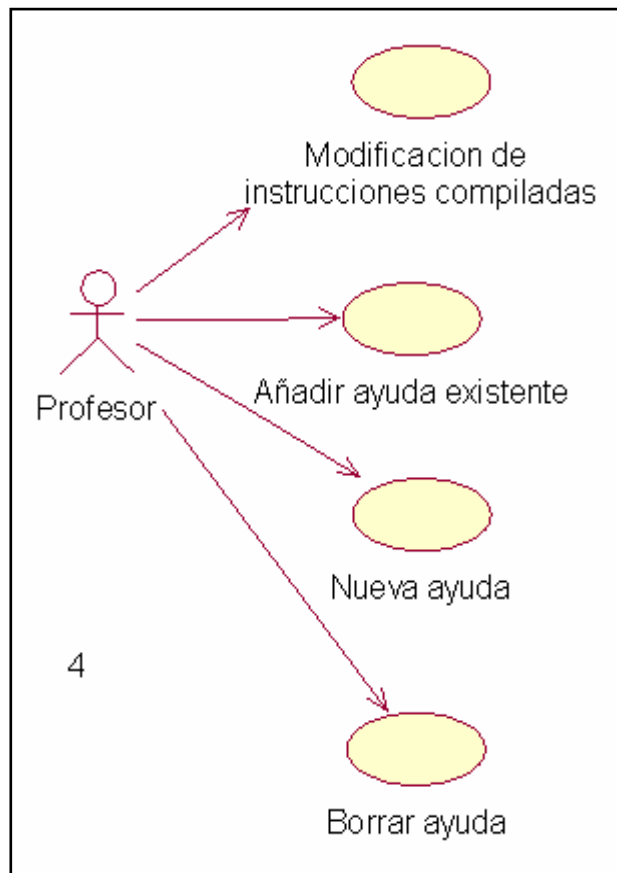 Modificacion de
instrucciones compiladas
Añadir ayuda existente
Profesor
Nueva ayuda
4
Borrar ayuda